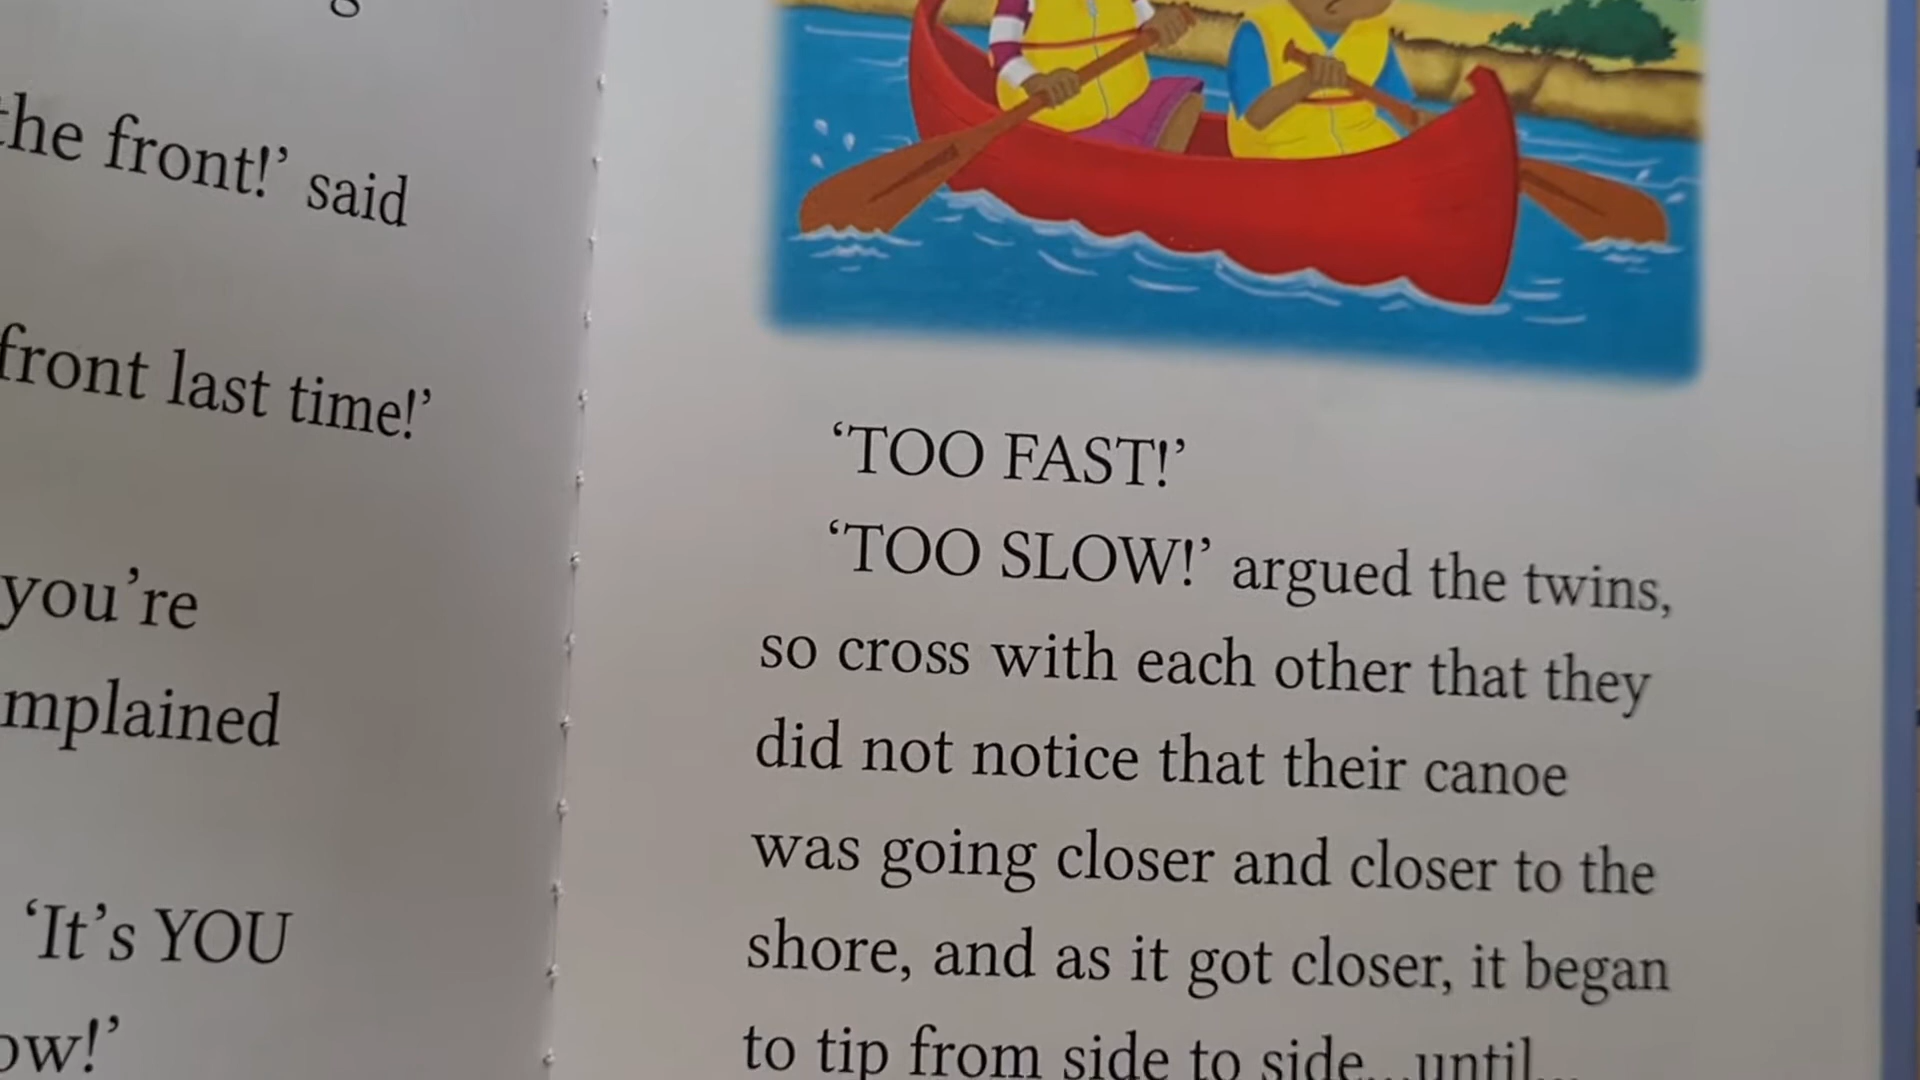 the front!’ said
front last time!’
you’re
mplained
‘It’s YOU
ow!’
‘TOO FAST!’
‘TOO SLOW!’ argued the twins,
so cross with each other that they
did not notice that their canoe
was going closer and closer to the
shore, and as it got closer, it began
to tip from side to side...until...